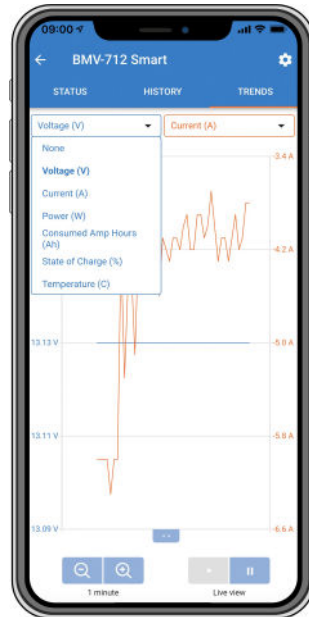 09:00
BMV-712 Smart
STATUS HISTORY TRENDS
Voltage (V) Current (A)
None
Voltage (V)
Current (A)
Power (W)
Consumed Amp Hours
(Ah)
State of Charge (%)
Temperature (C)
-3.4 A
-4.2 A
13.13 V -5.0 A
13.11 V -5.8 A
13.09 V -6.6 A
1 minute Live view